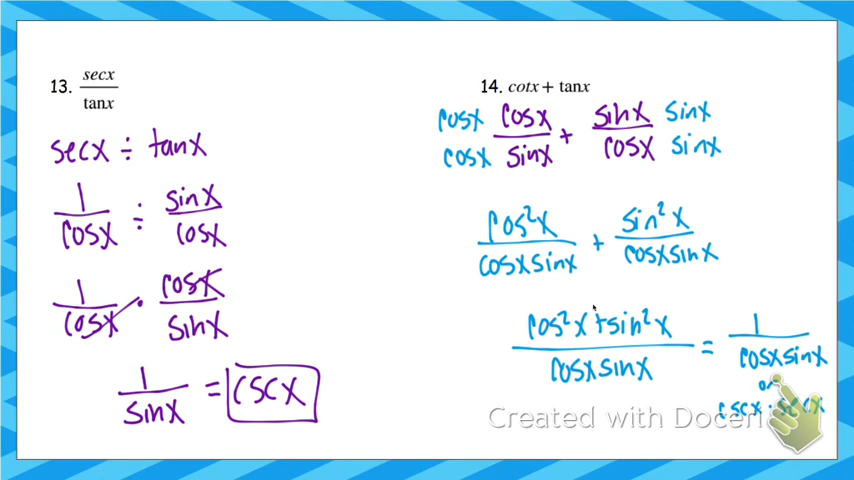 13. secx / tanx
secx ÷ tanx
1/cosx ÷ sinx/cosx
1/cosx · cosx/sinx
1/sinx = cscx
14. cotx + tanx
cosx/cosx cosx/sinx + sinx/cosx sinx/sinx
cos²x/cosxsinx + sin²x/cosxsinx
cos²x + sin²x/cosxsinx = 1/cosxsinx
or
cscx · secx
Created with Doceri